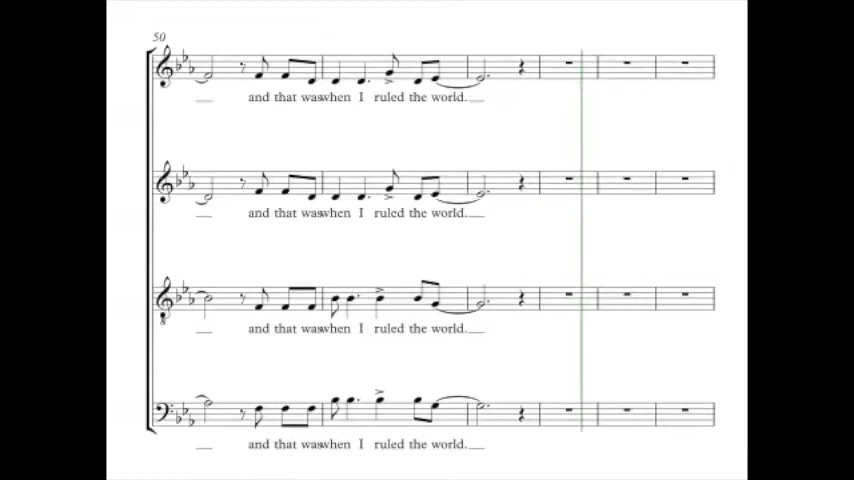 50
and that waswhen I ruled the world.
and that waswhen I ruled the world.
8
and that waswhen I ruled the world.
and that waswhen I ruled the world.